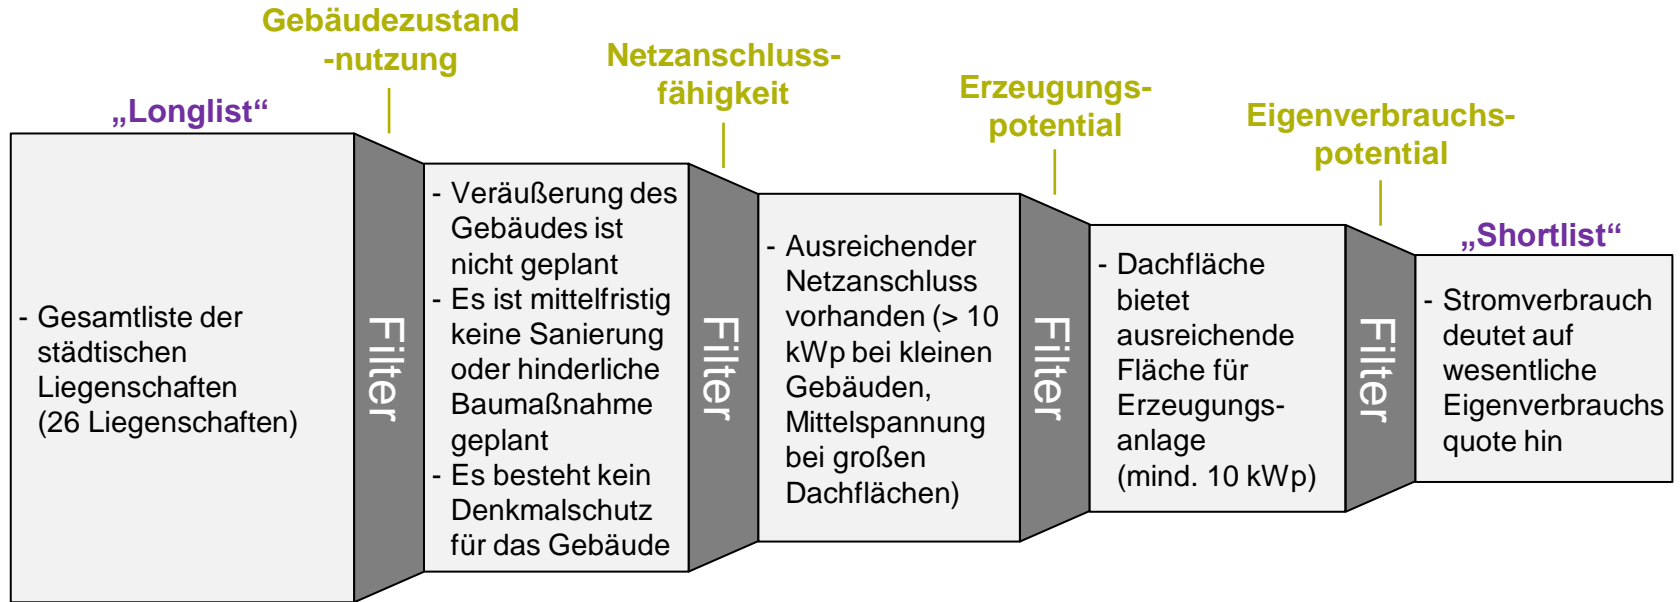 Gebäudezustand
-nutzung
Netzanschluss-
fähigkeit
Erzeugungs-
potential
Eigenverbrauchs-
potential
„Longlist“
- Gesamtliste der
städtischen
Liegenschaften
(26 Liegenschaften)
Filter
- Veräußerung des
Gebäudes ist
nicht geplant
- Es ist mittelfristig
keine Sanierung
oder hinderliche
Baumaßnahme
geplant
- Es besteht kein
Denkmalschutz
für das Gebäude
Filter
- Ausreichender
Netzanschluss
vorhanden (> 10
kWp bei kleinen
Gebäuden,
Mittelspannung
bei großen
Dachflächen)
Filter
- Dachfläche
bietet
ausreichende
Fläche für
Erzeugungs-
anlage
(mind. 10 kWp)
Filter
„Shortlist“
- Stromverbrauch
deutet auf
wesentliche
Eigenverbrauchs
quote hin